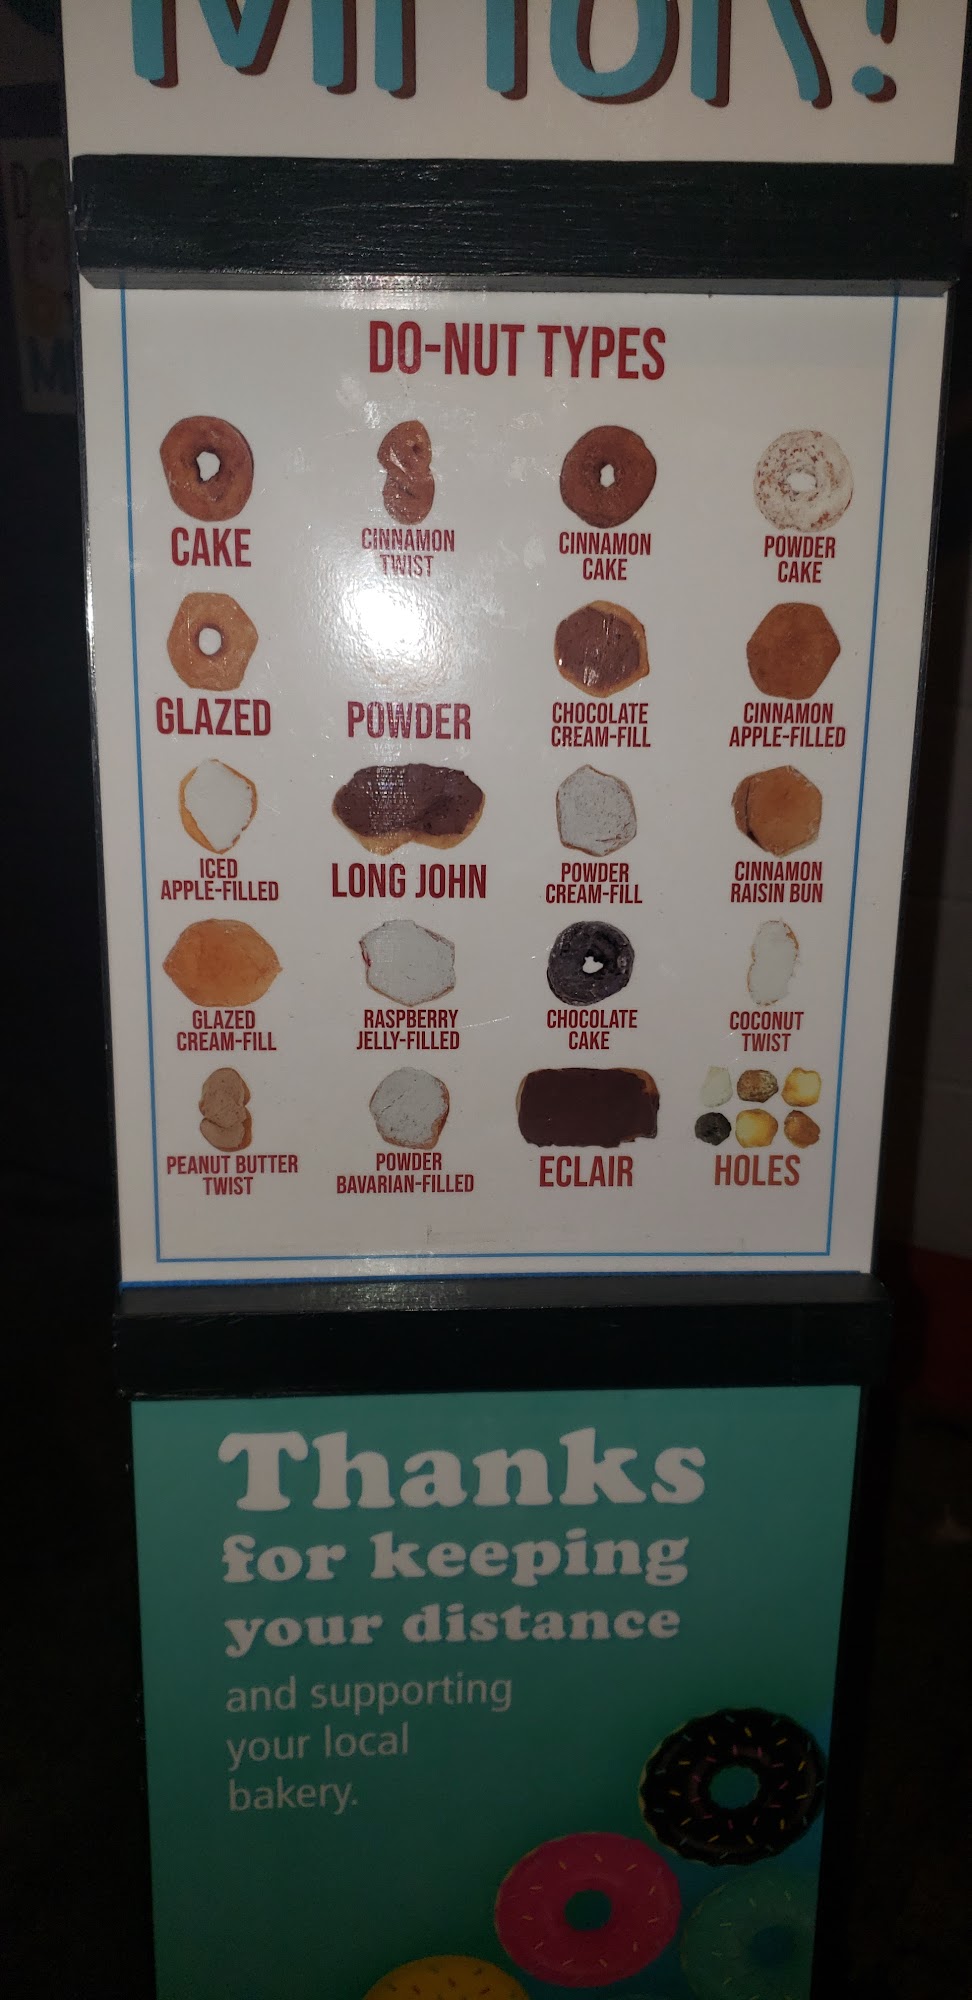 DO-NUT TYPES
CAKE
CINNAMON
TWIST
CINNAMON
CAKE
POWDER
CAKE
GLAZED
POWDER
CHOCOLATE
CREAM-FILL
CINNAMON
APPLE-FILLED
ICED
APPLE-FILLED
LONG JOHN
POWDER
CREAM-FILL
CINNAMON
RAISIN BUN
GLAZED
CREAM-FILL
RASPBERRY
JELLY-FILLED
CHOCOLATE
CAKE
COCONUT
TWIST
PEANUT BUTTER
TWIST
POWDER
BAVARIAN-FILLED
ECLAIR
HOLES
Thanks
for keeping
your distance
and supporting
your local
bakery.